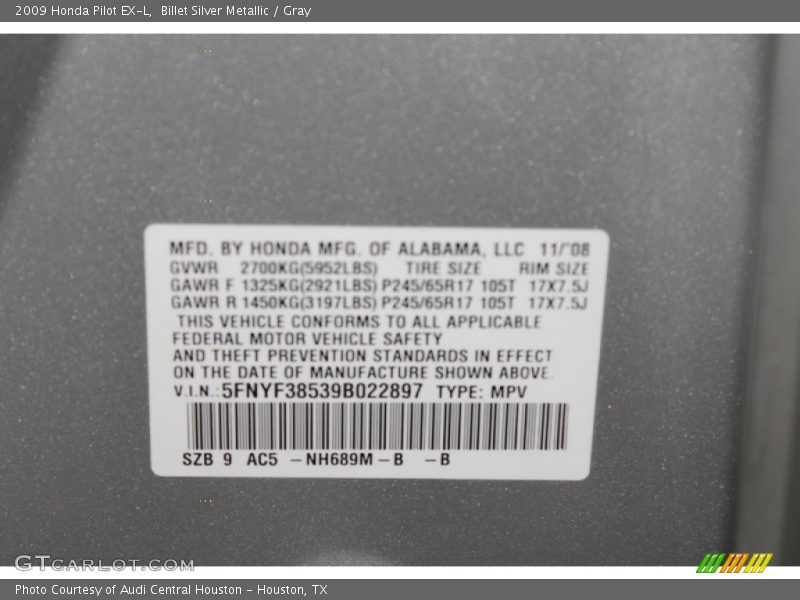 2009 Honda Pilot EX-L,  Billet Silver Metallic / Gray
MFD. BY HONDA MFG. OF ALABAMA, LLC 11/'08
GVWR 2700KG(5952LBS) TIRE SIZE RIM SIZE
GAWR F 1325KG(2921LBS) P245/65R17 105T 17X7.5J
GAWR R 1450KG(3197LBS) P245/65R17 105T 17X7.5J
THIS VEHICLE CONFORMS TO ALL APPLICABLE
FEDERAL MOTOR VEHICLE SAFETY
AND THEFT PREVENTION STANDARDS IN EFFECT
ON THE DATE OF MANUFACTURE SHOWN ABOVE.
V.I.N.:5FNYF38539B022897 TYPE: MPV
SZB 9 AC5 -NH689M-B -B
GTCARLOT.COM
Photo Courtesy of Audi Central Houston - Houston, TX